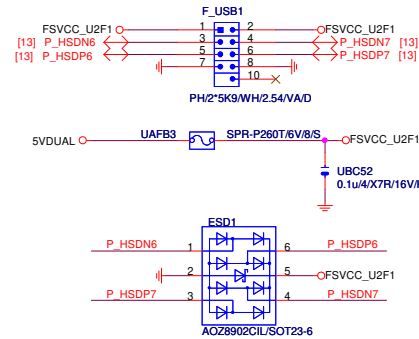 F_USB1
FSVCC_U2F1 1 2 FSVCC_U2F1
[13] P_HSDN6 3 4 P_HSDN7 [13]
[13] P_HSDP6 5 6 P_HSDP7 [13]
7 8
10
PH/2*5K9/WH/2.54/VA/D
5VDUAL UAFB3 SPR-P260T/6V/8/S FSVCC_U2F1
UBC52
0.1u/4/X7R/16V/
ESD1
P_HSDN6 1 6 P_HSDP6
2 5 FSVCC_U2F1
P_HSDP7 3 4 P_HSDN7
AOZ8902CIL/SOT23-6